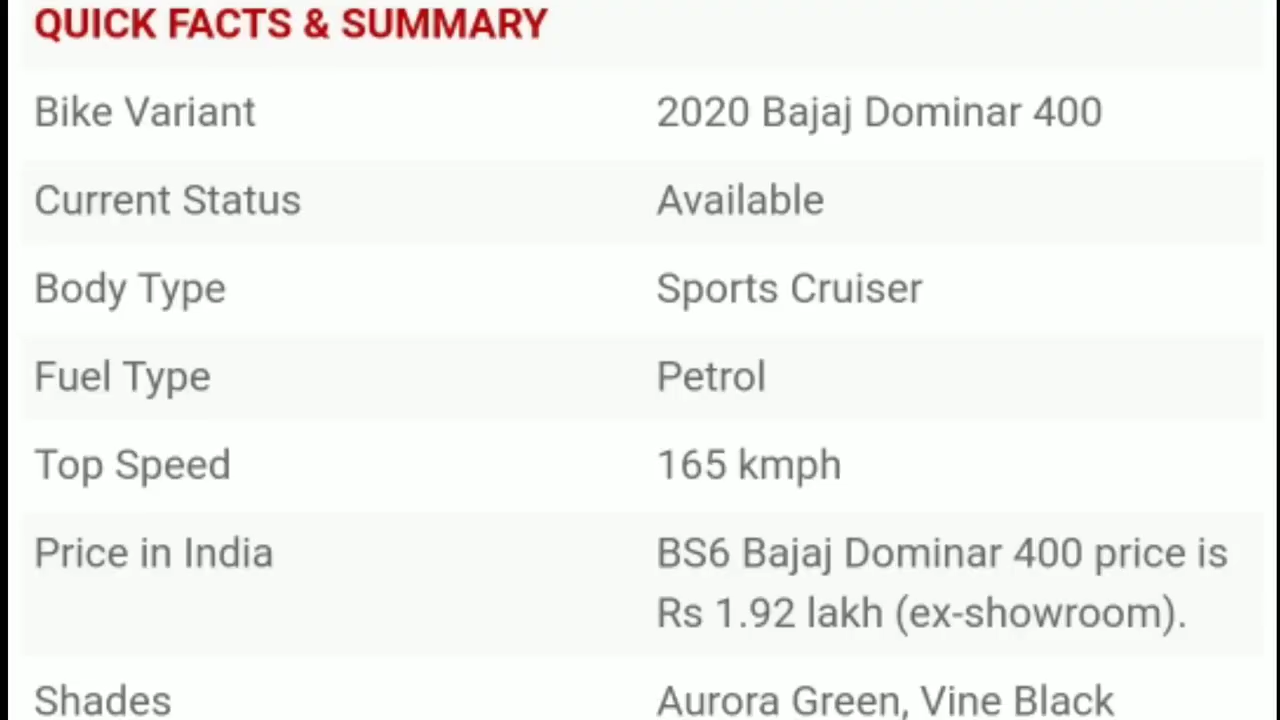 QUICK FACTS & SUMMARY
Bike Variant 2020 Bajaj Dominar 400
Current Status Available
Body Type Sports Cruiser
Fuel Type Petrol
Top Speed 165 kmph
Price in India BS6 Bajaj Dominar 400 price is
Rs 1.92 lakh (ex-showroom).
Shades Aurora Green, Vine Black